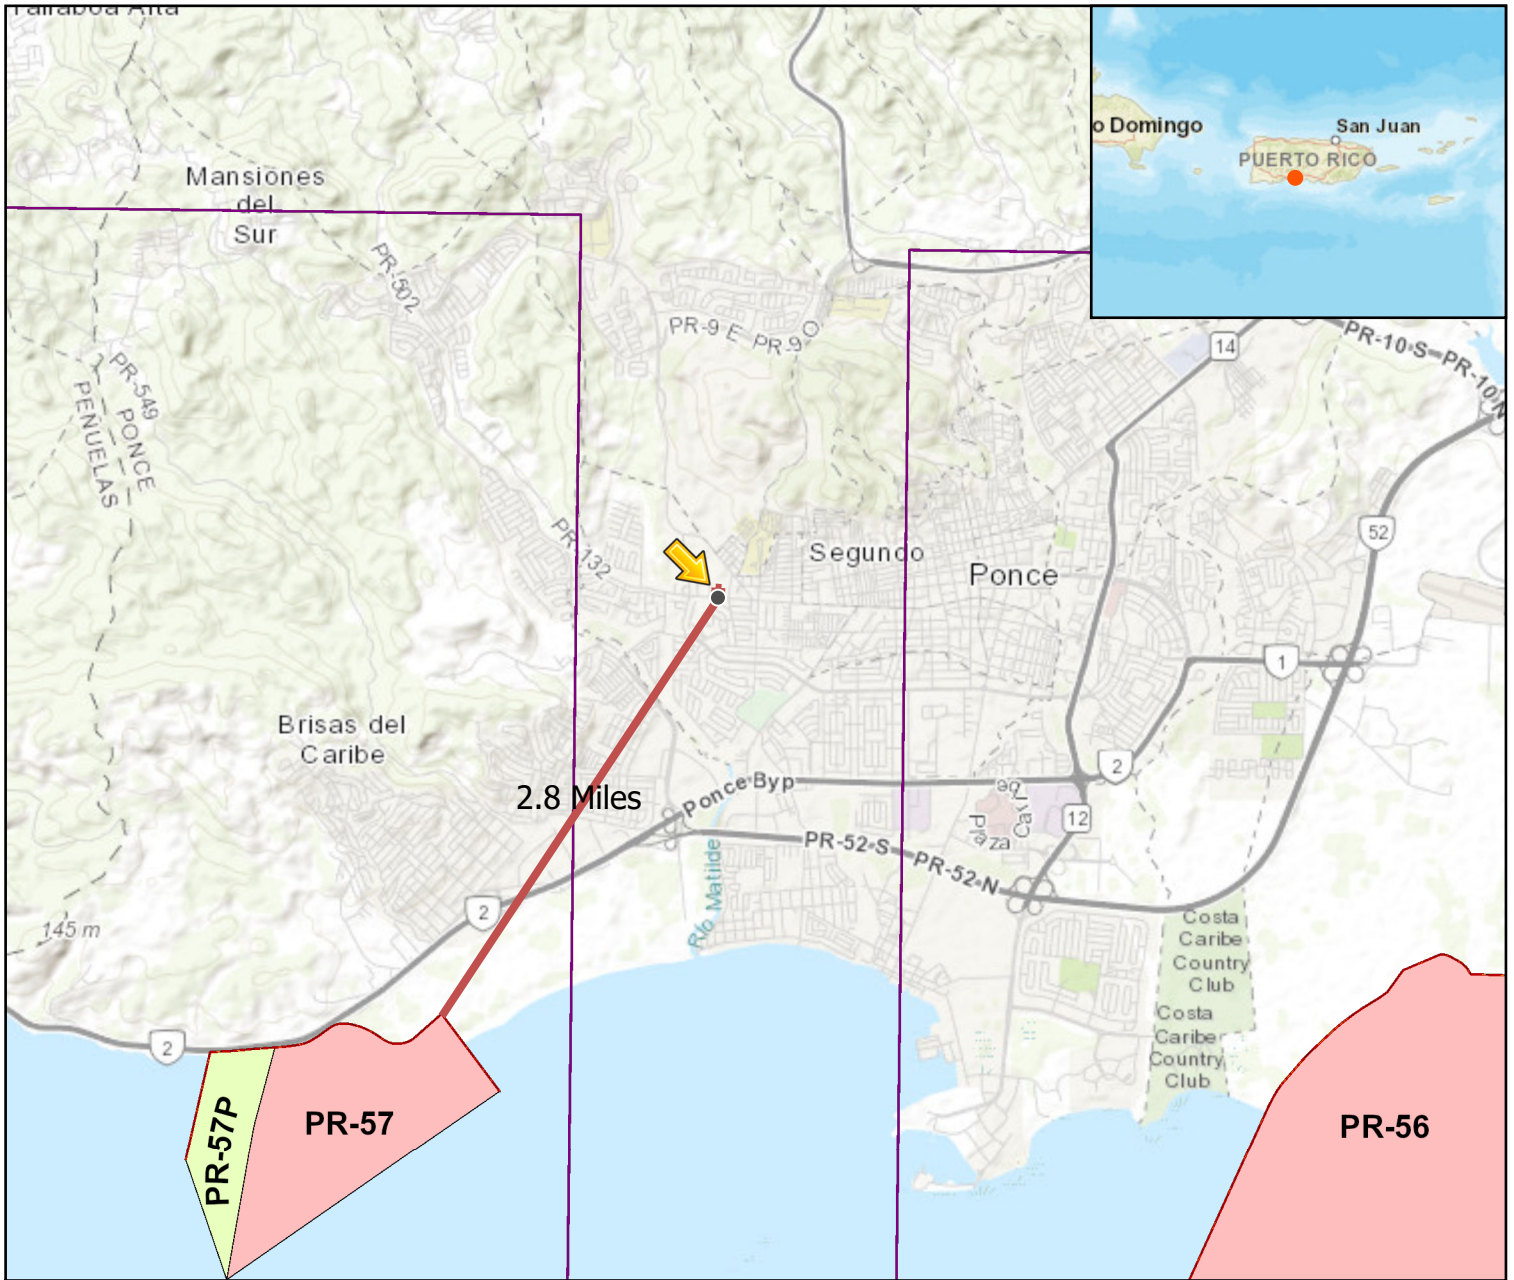 Mansiones
del
Sur
PR-502
PR-549
PONCE
PENUELAS
PR-9 E PR-9 O
PR-132
Segundo
Ponce
14
PR-10 S PR-10 N
52
1
Brisas del
Caribe
2.8 Miles
Ponce Byp
2
12
Plaza
PR-52 S PR-52 N
Río Matilde
2
145 m
2
Costa
Caribe
Country
Club
Costa
Caribe
Country
Club
PR-57P
PR-57
PR-56
o Domingo
San Juan
PUERTO RICO